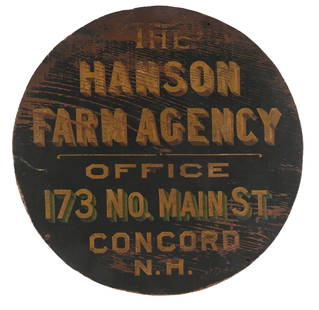 THE
HANSON
FARM AGENCY
OFFICE
173 NO. MAIN ST.
CONCORD
N.H.